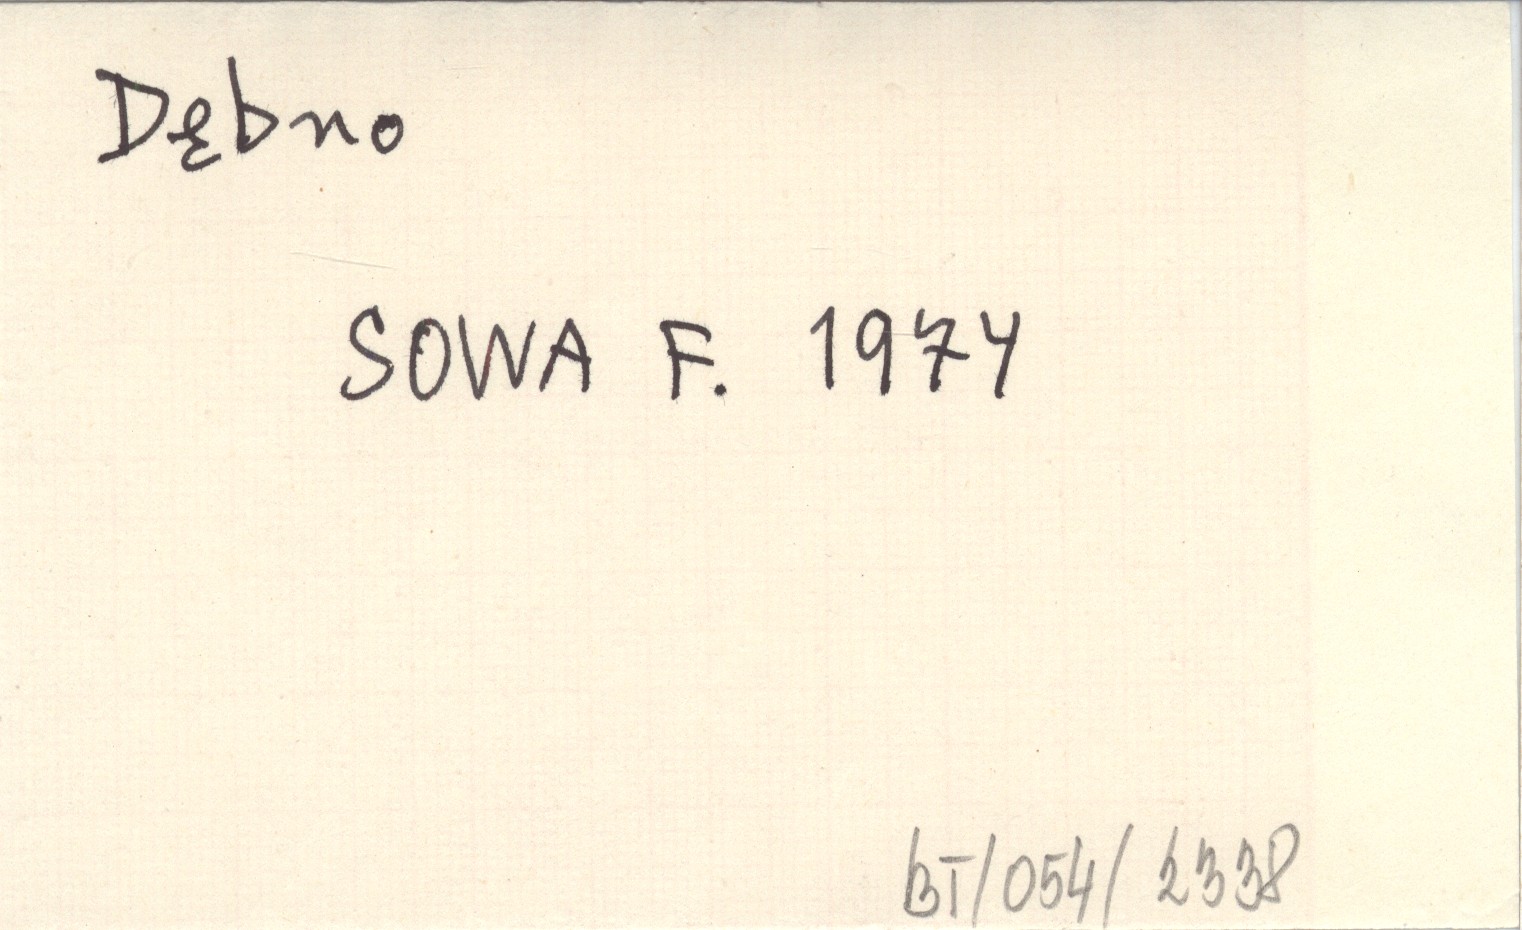 Dębno
SOWA F. 1974
BT/054/2338